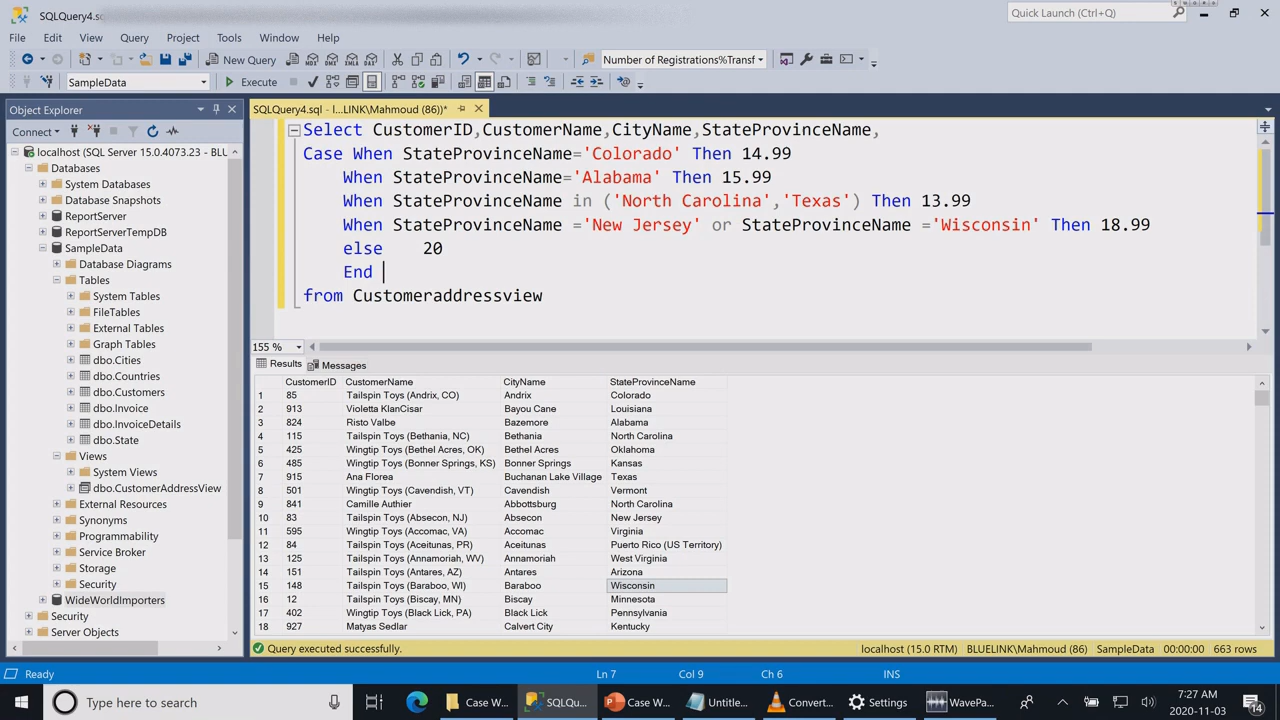 SQLQuery4.
Quick Launch (Ctrl+Q)
File Edit View Query Project Tools Window Help
New Query
Number of Registrations%Transf
SampleData
Execute
Object Explorer
SQLQuery4.sql - l...LINK\Mahmoud (86))*
Connect
localhost (SQL Server 15.0.4073.23 - BLU
Databases
System Databases
Database Snapshots
ReportServer
ReportServerTempDB
SampleData
Database Diagrams
Tables
System Tables
FileTables
External Tables
Graph Tables
dbo.Cities
dbo.Countries
dbo.Customers
dbo.Invoice
dbo.InvoiceDetails
dbo.State
Views
System Views
dbo.CustomerAddressView
External Resources
Synonyms
Programmability
Service Broker
Storage
Security
WideWorldImporters
Security
Server Objects
Select CustomerID,CustomerName,CityName,StateProvinceName,
Case When StateProvinceName='Colorado' Then 14.99
When StateProvinceName='Alabama' Then 15.99
When StateProvinceName in ('North Carolina','Texas') Then 13.99
When StateProvinceName ='New Jersey' or StateProvinceName ='Wisconsin' Then 18.99
else 20
End
from Customeraddressview
155 %
Results Messages
CustomerID CustomerName CityName StateProvinceName
1 85 Tailspin Toys (Andrix, CO) Andrix Colorado
2 913 Violetta KlanCisar Bayou Cane Louisiana
3 824 Risto Valbe Bazemore Alabama
4 115 Tailspin Toys (Bethania, NC) Bethania North Carolina
5 425 Wingtip Toys (Bethel Acres, OK) Bethel Acres Oklahoma
6 485 Wingtip Toys (Bonner Springs, KS) Bonner Springs Kansas
7 915 Ana Florea Buchanan Lake Village Texas
8 501 Wingtip Toys (Cavendish, VT) Cavendish Vermont
9 841 Camille Authier Abbottsburg North Carolina
10 83 Tailspin Toys (Absecon, NJ) Absecon New Jersey
11 595 Wingtip Toys (Accomac, VA) Accomac Virginia
12 84 Tailspin Toys (Aceitunas, PR) Aceitunas Puerto Rico (US Territory)
13 125 Tailspin Toys (Annamoriah, WV) Annamoriah West Virginia
14 151 Tailspin Toys (Antares, AZ) Antares Arizona
15 148 Tailspin Toys (Baraboo, WI) Baraboo Wisconsin
16 12 Tailspin Toys (Biscay, MN) Biscay Minnesota
17 402 Wingtip Toys (Black Lick, PA) Black Lick Pennsylvania
18 927 Matyas Sedlar Calvert City Kentucky
Query executed successfully. localhost (15.0 RTM) BLUELINK\Mahmoud (86) SampleData 00:00:00 663 rows
Ready Ln 7 Col 9 Ch 6 INS
Type here to search
Case W...
SQLQu...
Case W...
Untitle...
Convert...
Settings
WavePa...
7:27 AM
2020-11-03
14